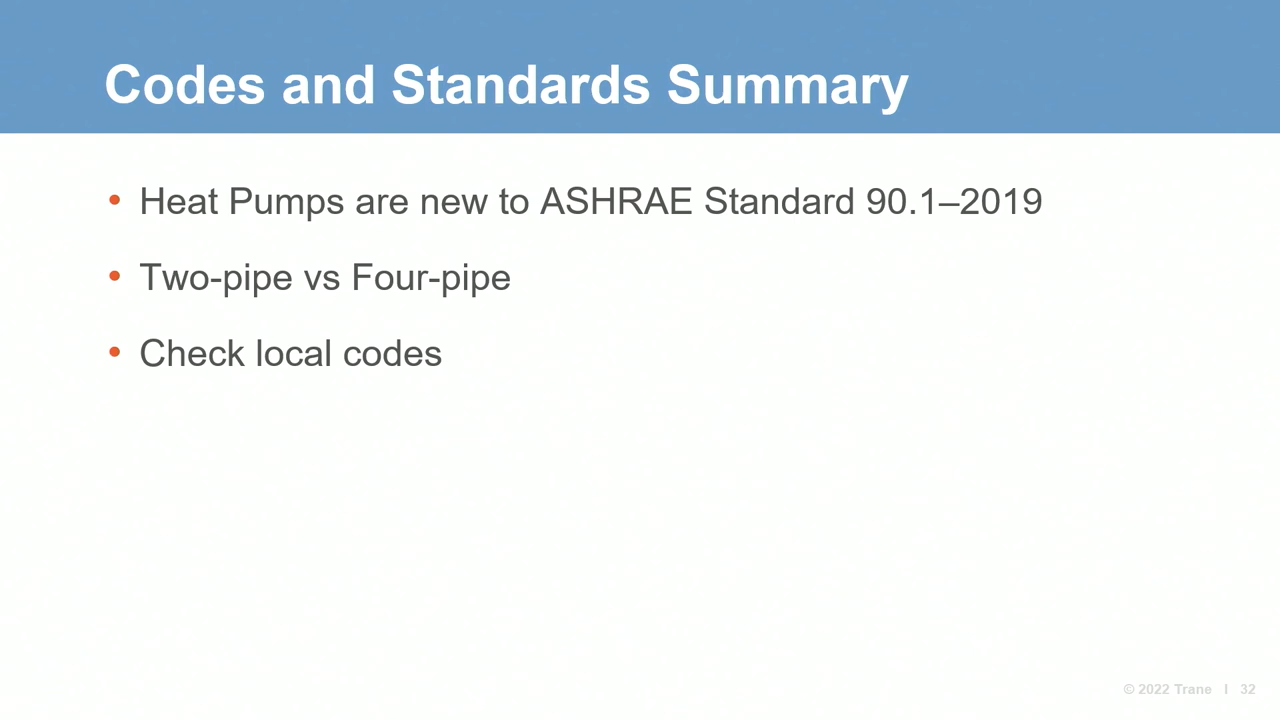 Codes and Standards Summary
• Heat Pumps are new to ASHRAE Standard 90.1–2019
• Two-pipe vs Four-pipe
• Check local codes
© 2022 Trane | 32